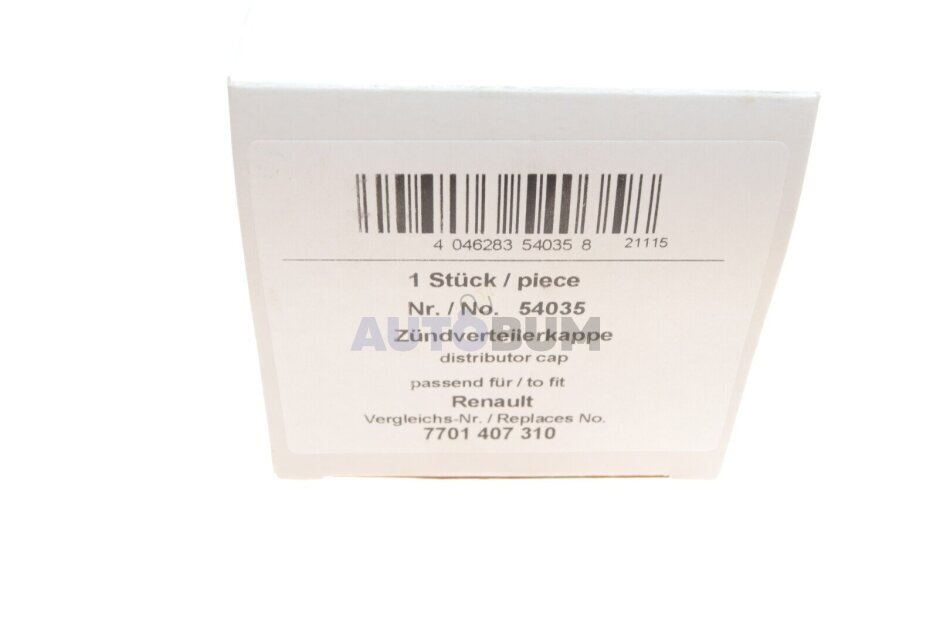 4 046283 54035 8 21115
1 Stück / piece
Nr. / No. 54035
AUTOBUM
Zündverteilerkappe
distributor cap
passend für / to fit
Renault
Vergleichs-Nr. / Replaces No.
7701 407 310